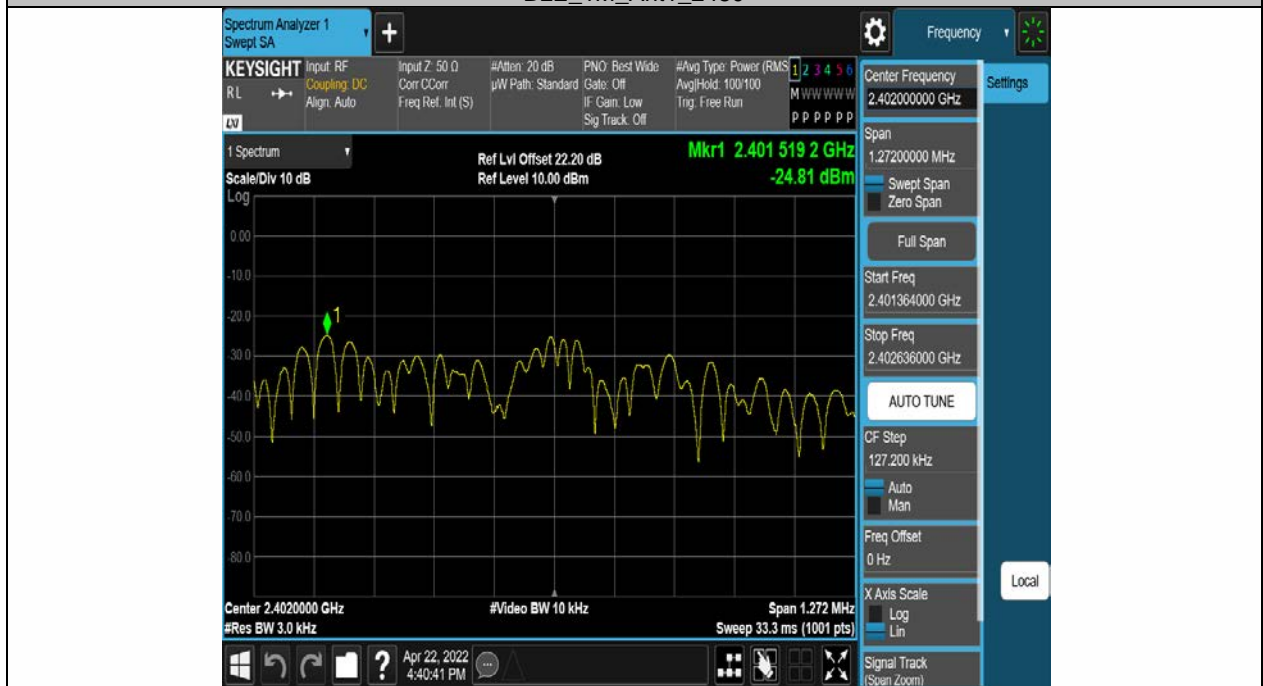 Spectrum Analyzer 1
Swept SA
+
Frequency
KEYSIGHT
Input: RF
Input Z: 50 Ω
#Atten: 20 dB
PNO: Best Wide
#Avg Type: Power (RMS
1 2 3 4 5 6
RL
Coupling: DC
Corr CCorr
µW Path: Standard
Gate: Off
Avg|Hold: 100/100
M W W W W W
Align: Auto
Freq Ref: Int (S)
IF Gain: Low
Trig: Free Run
LXI
Sig Track: Off
P P P P P P
1 Spectrum
Ref Lvl Offset 22.20 dB
Mkr1 2.401 519 2 GHz
Scale/Div 10 dB
Ref Level 10.00 dBm
-24.81 dBm
Log
0.00
-10.0
-20.0
-30.0
-40.0
-50.0
-60.0
-70.0
-80.0
1
Center 2.4020000 GHz
#Video BW 10 kHz
Span 1.272 MHz
#Res BW 3.0 kHz
Sweep 33.3 ms (1001 pts)
?
Apr 22, 2022
4:40:41 PM
Center Frequency
2.402000000 GHz
Settings
Span
1.27200000 MHz
Swept Span
Zero Span
Full Span
Start Freq
2.401364000 GHz
Stop Freq
2.402636000 GHz
AUTO TUNE
CF Step
127.200 kHz
Auto
Man
Freq Offset
0 Hz
X Axis Scale
Log
Lin
Local
Signal Track
(Span Zoom)